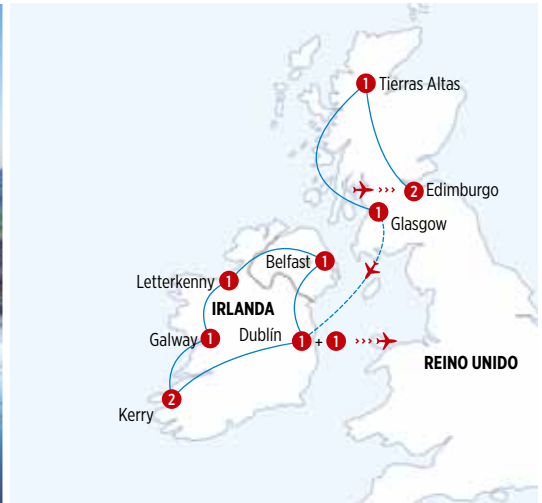 1 Tierras Altas
2 Edimburgo
1
Glasgow
Belfast 1
Letterkenny 1
IRLANDA
Galway 1
Dublín 1 + 1
REINO UNIDO
2
Kerry